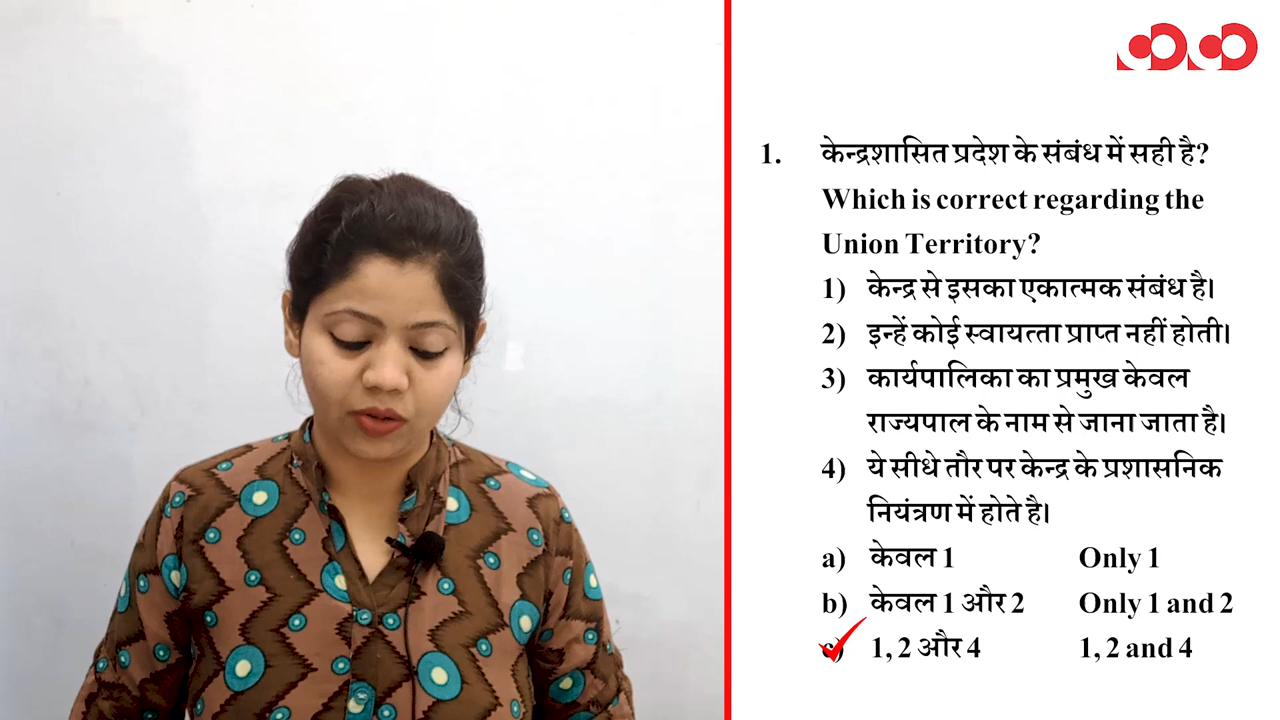 1. केन्द्रशासित प्रदेश के संबंध में सही है?
Which is correct regarding the
Union Territory?
1) केन्द्र से इसका एकात्मक संबंध है।
2) इन्हें कोई स्वायत्ता प्राप्त नहीं होती।
3) कार्यपालिका का प्रमुख केवल
राज्यपाल के नाम से जाना जाता है।
4) ये सीधे तौर पर केन्द्र के प्रशासनिक
नियंत्रण में होते है।
a) केवल 1 Only 1
b) केवल 1 और 2 Only 1 and 2
c) 1, 2 और 4 1, 2 and 4